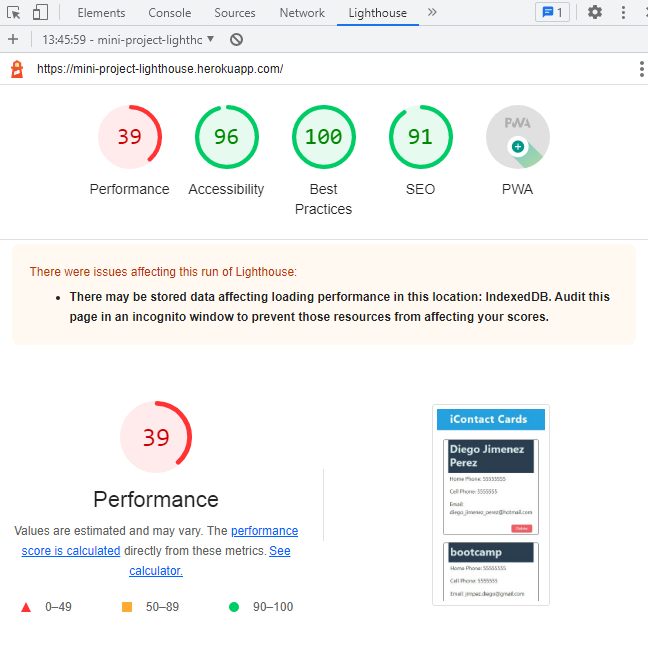 Elements Console Sources Network Lighthouse » 1
13:45:59 - mini-project-lighthc
https://mini-project-lighthouse.herokuapp.com/
39 96 100 91 PWA
Performance Accessibility Best Practices SEO PWA
There were issues affecting this run of Lighthouse:
• There may be stored data affecting loading performance in this location: IndexedDB. Audit this
page in an incognito window to prevent those resources from affecting your scores.
39
Performance
Values are estimated and may vary. The performance
score is calculated directly from these metrics. See
calculator.
0–49 50–89 90–100
iContact Cards
Diego Jimenez
Perez
Home Phone: 55555555
Cell Phone: 5555555
Email:
diego_jimenez_perez@hotmail.com
Delete
bootcamp
Home Phone: 55555555
Cell Phone: 5555555
Email: jimpez.diego@gmail.com